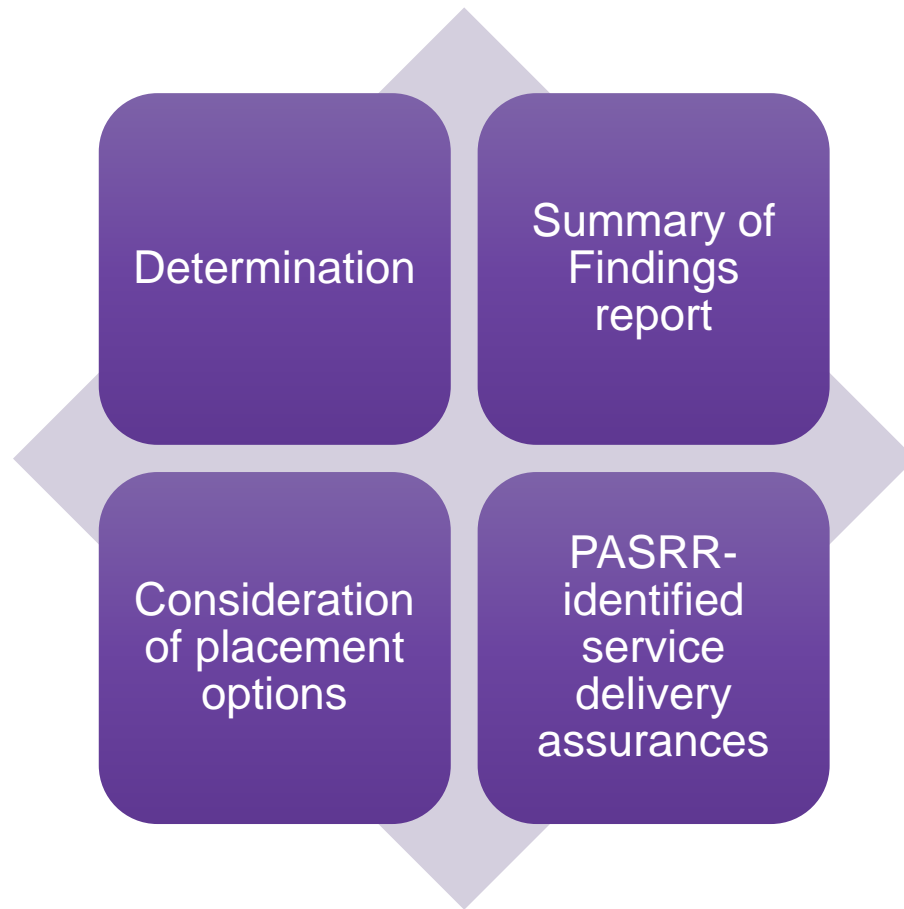 Determination
Summary of
Findings
report
Consideration
of placement
options
PASRR-
identified
service
delivery
assurances